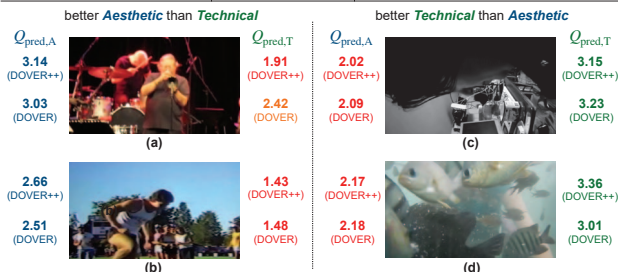 better Aesthetic than Technical
better Technical than Aesthetic
Qpred,A
Qpred,T
Qpred,A
Qpred,T
3.14
(DOVER++)
1.91
(DOVER++)
2.02
(DOVER++)
3.15
(DOVER++)
3.03
(DOVER)
2.42
(DOVER)
2.09
(DOVER)
3.23
(DOVER)
(a)
(c)
2.66
(DOVER++)
1.43
(DOVER++)
2.17
(DOVER++)
3.36
(DOVER++)
2.51
(DOVER)
1.48
(DOVER)
2.18
(DOVER)
3.01
(DOVER)
(b)
(d)